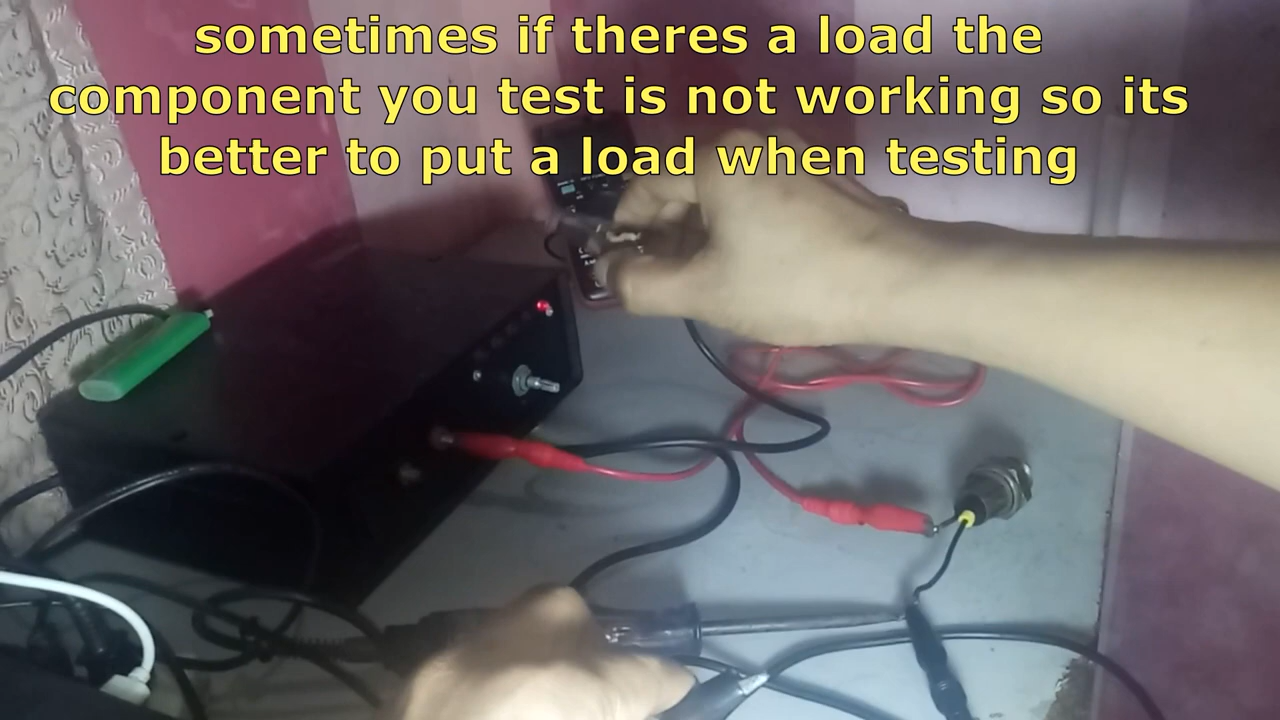 sometimes if theres a load the
component you test is not working so its
better to put a load when testing